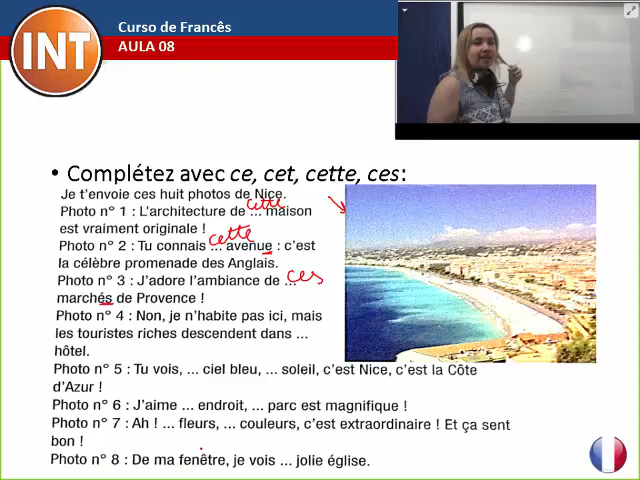 INT
Curso de Francês
AULA 08
• Complétez avec ce, cet, cette, ces:
Je t'envoie ces huit photos de Nice.
cette
Photo n° 1 : L'architecture de ... maison
est vraiment originale !
cette
Photo n° 2 : Tu connais ... avenue : c'est
la célèbre promenade des Anglais.
ces
Photo n° 3 : J'adore l'ambiance de ...
marchés de Provence !
Photo n° 4 : Non, je n'habite pas ici, mais
les touristes riches descendent dans ...
hôtel.
Photo n° 5 : Tu vois, ... ciel bleu, ... soleil, c'est Nice, c'est la Côte
d'Azur !
Photo n° 6 : J'aime ... endroit, ... parc est magnifique !
Photo n° 7 : Ah ! ... fleurs, ... couleurs, c'est extraordinaire ! Et ça sent
bon !
Photo n° 8 : De ma fenêtre, je vois ... jolie église.